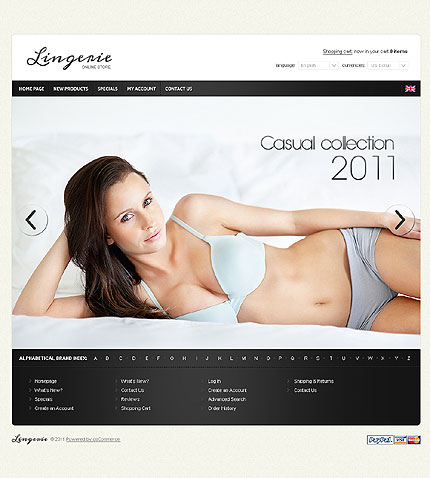 Lingerie
ONLINE STORE
Shopping cart: now in your cart 0 items
language: English currencies: US Dollar
HOME PAGE NEW PRODUCTS SPECIALS MY ACCOUNT CONTACT US
Casual collection
2011
ALPHABETICAL BRAND INDEX: A B C D E F G H I J K L M N O P Q R S T U V W X Y Z
Homepage What's New? Log In Shipping & Returns
What's New? Contact Us Create an Account Contact Us
Specials Reviews Advanced Search
Create an Account Shopping Cart Order History
Lingerie © 2011 Powered by osCommerce
PayPal VISA